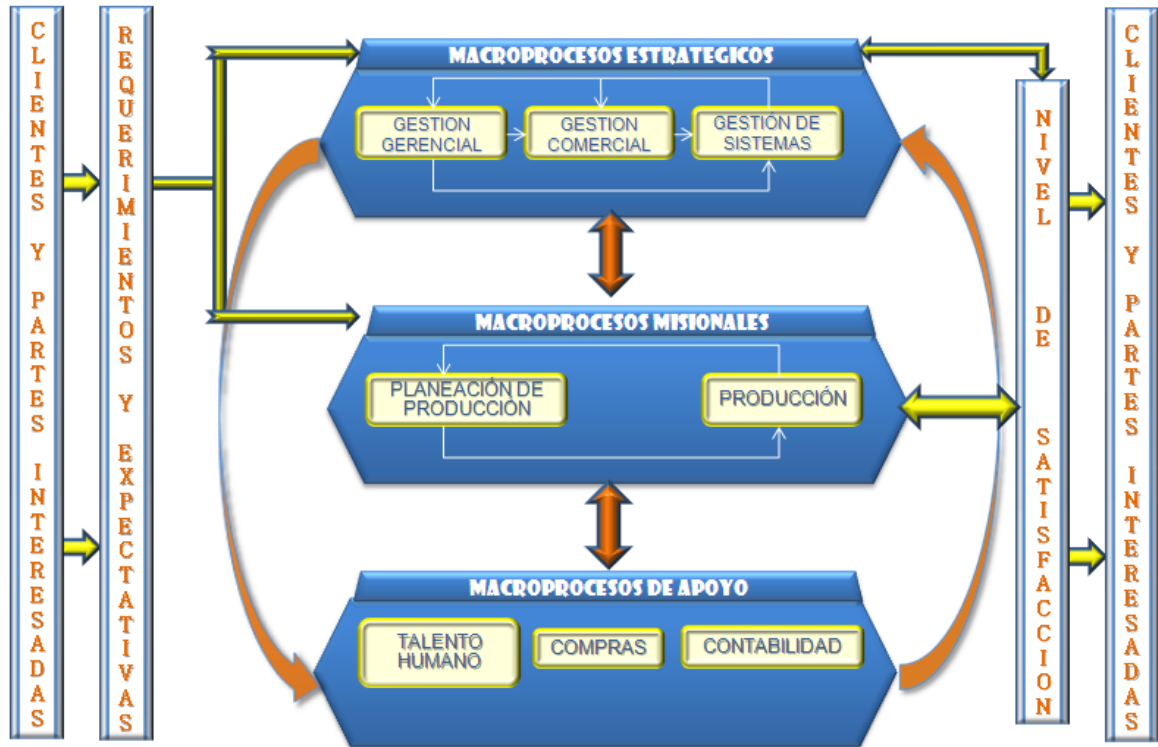 CLIENTES Y PARTES INTERESADAS
REQUERIMIENTOS Y EXPECTATIVAS
MACROPROCESOS ESTRATEGICOS
GESTION
GERENCIAL
GESTION
COMERCIAL
GESTIÓN DE
SISTEMAS
MACROPROCESOS MISIONALES
PLANEACIÓN DE
PRODUCCIÓN
PRODUCCIÓN
MACROPROCESOS DE APOYO
TALENTO
HUMANO
COMPRAS
CONTABILIDAD
NIVEL DE SATISFACCION
CLIENTES Y PARTES INTERESADAS